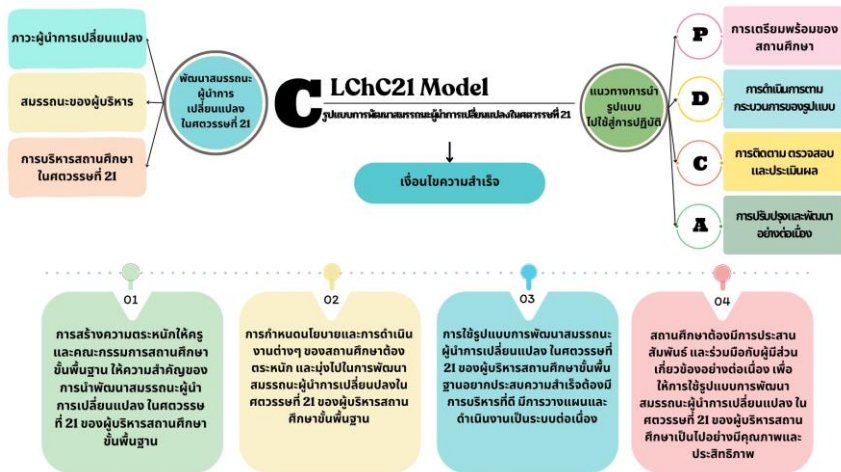 ภาวะผู้นำการเปลี่ยนแปลง
สมรรถนะของผู้บริหาร
การบริหารสถานศึกษา
ในศตวรรษที่ 21
พัฒนาสมรรถนะ
ผู้นำการ
เปลี่ยนแปลง
ในศตวรรษที่ 21
C LChC21 Model
รูปแบบการพัฒนาสมรรถนะผู้นำการเปลี่ยนแปลงในศตวรรษที่ 21
เงื่อนไขความสำเร็จ
แนวทางการนำ
รูปแบบ
ไปใช้สู่การปฏิบัติ
P
การเตรียมพร้อมของ
สถานศึกษา
D
การดำเนินการตาม
กระบวนการของรูปแบบ
C
การติดตาม ตรวจสอบ
และประเมินผล
A
การปรับปรุงและพัฒนา
อย่างต่อเนื่อง
01
การสร้างความตระหนักให้ครู
และคณะกรรมการสถานศึกษา
ขั้นพื้นฐาน ให้ความสำคัญของ
การนำพัฒนาสมรรถนะผู้นำ
การเปลี่ยนแปลง ในศตวรรษ
ที่ 21 ของผู้บริหารสถานศึกษา
ขั้นพื้นฐาน
02
การกำหนดนโยบายและการดำเนิน
งานต่างๆ ของสถานศึกษาต้อง
ตระหนัก และมุ่งไปในการพัฒนา
สมรรถนะผู้นำการเปลี่ยนปลงใน
ศตวรรษที่ 21 ของผู้บริหารสถาน
ศึกษาขั้นพื้นฐาน
03
การใช้รูปแบบการพัฒนาสมรรถนะ
ผู้นำการเปลี่ยนแปลง ในศตวรรษที่
21 ของผู้บริหารสถานศึกษาขั้นพื้น
ฐานอยากประสบความสำเร็จต้องมี
การบริหารที่ดี มีการวางแผนและ
ดำเนินงานเป็นระบบต่อเนื่อง
04
สถานศึกษาต้องมีการประสาน
สัมพันธ์ และร่วมมือกับผู้มีส่วน
เกี่ยวข้องอย่างต่อเนื่อง เพื่อ
ให้การใช้รูปแบบการพัฒนา
สมรรถนะผู้นำการเปลี่ยนแปลง ใน
ศตวรรษที่ 21 ของผู้บริหารสถาน
ศึกษาเป็นไปอย่างมีคุณภาพและ
ประสิทธิภาพ